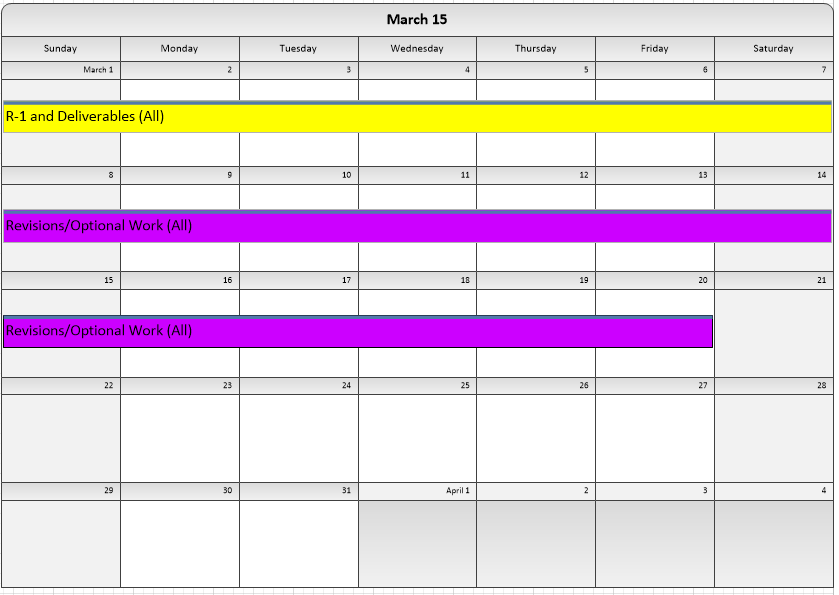 March 15
Sunday Monday Tuesday Wednesday Thursday Friday Saturday
March 1 2 3 4 5 6 7
R-1 and Deliverables (All)
8 9 10 11 12 13 14
Revisions/Optional Work (All)
15 16 17 18 19 20 21
Revisions/Optional Work (All)
22 23 24 25 26 27 28
29 30 31 April 1 2 3 4